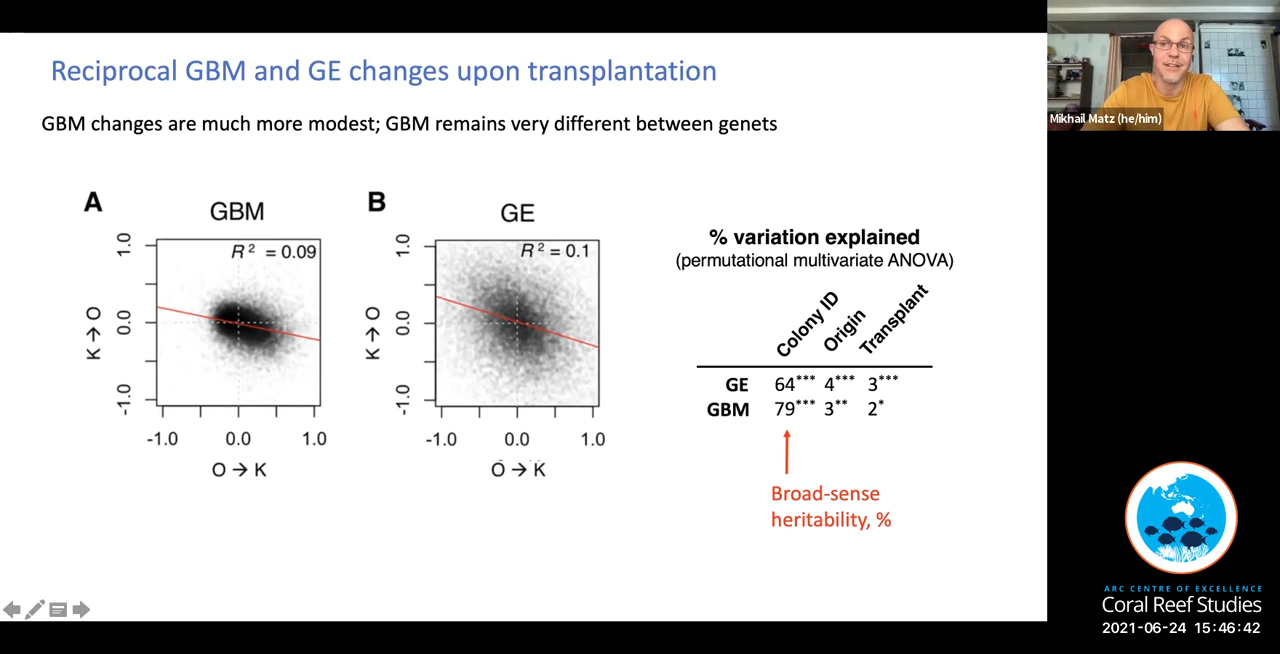 Reciprocal GBM and GE changes upon transplantation
GBM changes are much more modest; GBM remains very different between genets
Mikhail Matz (he/him)
A
GBM
R² = 0.09
1.0
0.0
-1.0
K → O
-1.0 0.0 1.0
O → K
B
GE
R² = 0.1
1.0
0.0
-1.0
K → O
-1.0 0.0 1.0
O → K
% variation explained
(permutational multivariate ANOVA)
Colony ID
Origin
Transplant
GE 64*** 4*** 3***
GBM 79*** 3** 2*
Broad-sense
heritability, %
ARC CENTRE OF EXCELLENCE
Coral Reef Studies
2021-06-24 15:46:42